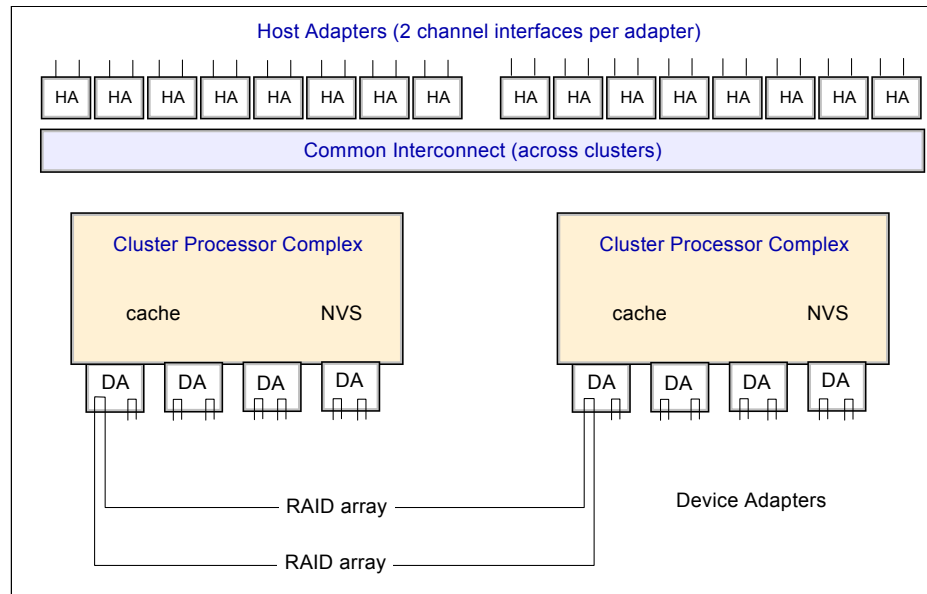 Host Adapters (2 channel interfaces per adapter)
HA HA HA HA HA HA HA HA HA HA HA HA HA HA HA HA
Common Interconnect (across clusters)
Cluster Processor Complex Cluster Processor Complex
cache NVS cache NVS
DA DA DA DA DA DA DA DA
RAID array
Device Adapters
RAID array